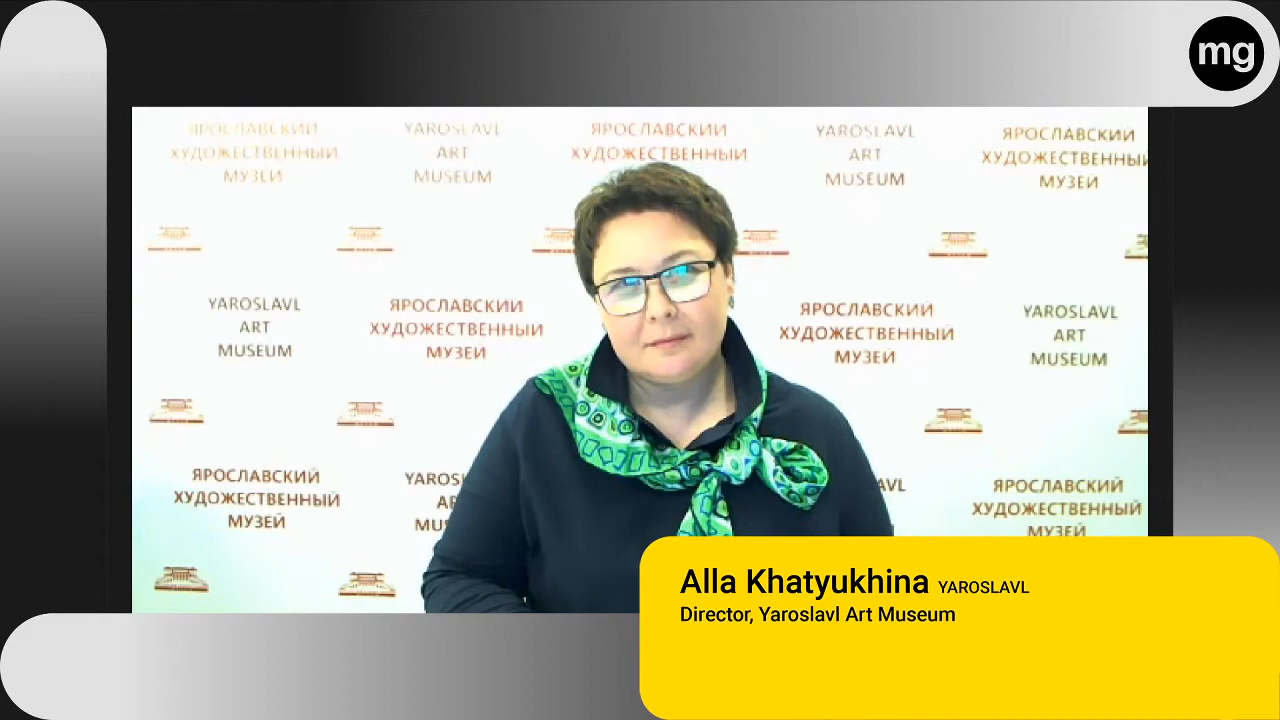 mg
ЯРОСЛАВСКИЙ
ХУДОЖЕСТВЕННЫЙ
МУЗЕЙ
YAROSLAVL
ART
MUSEUM
ЯРОСЛАВСКИЙ
ХУДОЖЕСТВЕННЫЙ
YAROSLAVL
ART
MUSEUM
ЯРОСЛАВСКИЙ
ХУДОЖЕСТВЕННЫЙ
МУЗЕЙ
YAROSLAVL
ART
MUSEUM
ЯРОСЛАВСКИЙ
ХУДОЖЕСТВЕННЫЙ
МУЗЕЙ
ЯРОСЛАВСКИЙ
ХУДОЖЕСТВЕННЫЙ
МУЗЕЙ
YAROSLAVL
ART
MUSEUM
ЯРОСЛАВСКИЙ
ХУДОЖЕСТВЕННЫЙ
МУЗЕЙ
ЯРОСЛАВСКИЙ
ХУДОЖЕСТВЕННЫЙ
МУЗЕЙ
Alla Khatyukhina YAROSLAVL
Director, Yaroslavl Art Museum